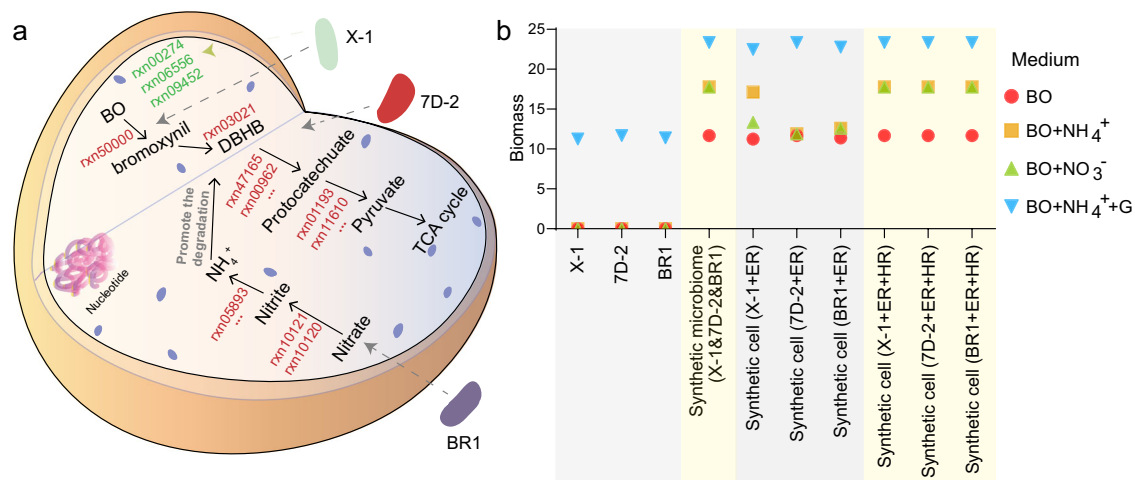 a
X-1
rxn00274
rxn06556
rxn09452
BO
rxn50000
bromoxynil
rxn03021
DBHB
7D-2
rxn47165
rxn00962
...
Protocatechuate
rxn01193
rxn11610
...
Pyruvate
TCA cycle
Promote the
degradation
NH₄⁺
rxn05893
...
Nitrite
rxn10121
rxn10120
Nitrate
Nucleotide
BR1
b
Biomass
25
20
15
10
5
0
X-1
7D-2
BR1
Synthetic microbiome
(X-1&7D-2&BR1)
Synthetic cell (X-1+ER)
Synthetic cell (7D-2+ER)
Synthetic cell (BR1+ER)
Synthetic cell (X-1+ER+HR)
Synthetic cell (7D-2+ER+HR)
Synthetic cell (BR1+ER+HR)
Medium
BO
BO+NH₄⁺
BO+NO₃⁻
BO+NH₄⁺+G